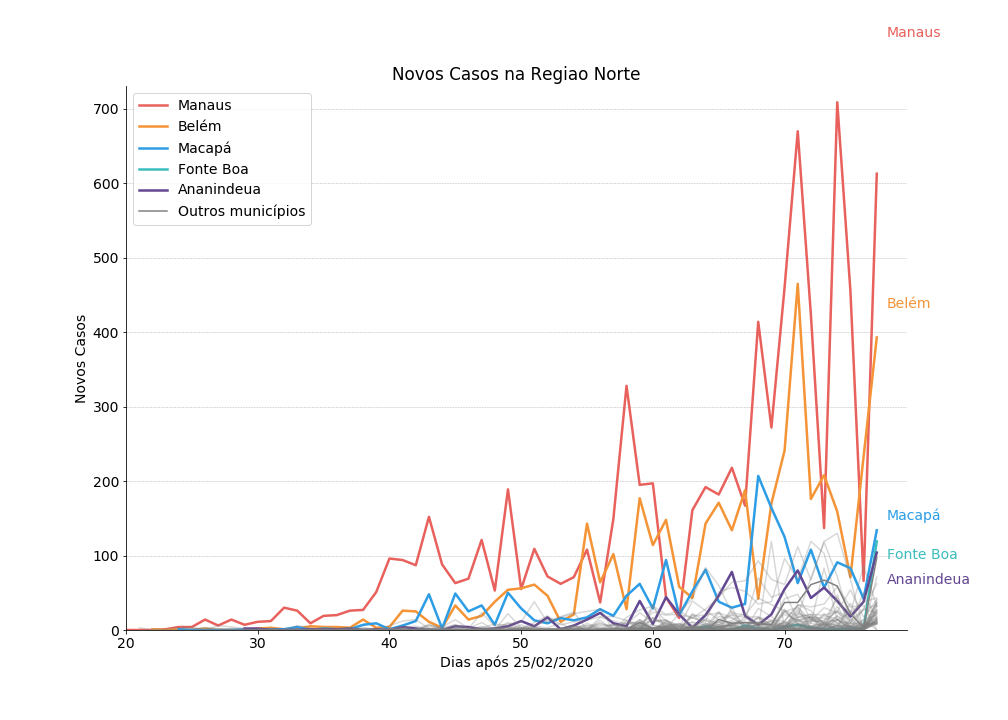 Manaus
Novos Casos na Regiao Norte
Manaus
Belém
Macapá
Fonte Boa
Ananindeua
Outros municípios
700
600
500
400
300
200
100
0
Novos Casos
Belém
Macapá
Fonte Boa
Ananindeua
20 30 40 50 60 70
Dias após 25/02/2020